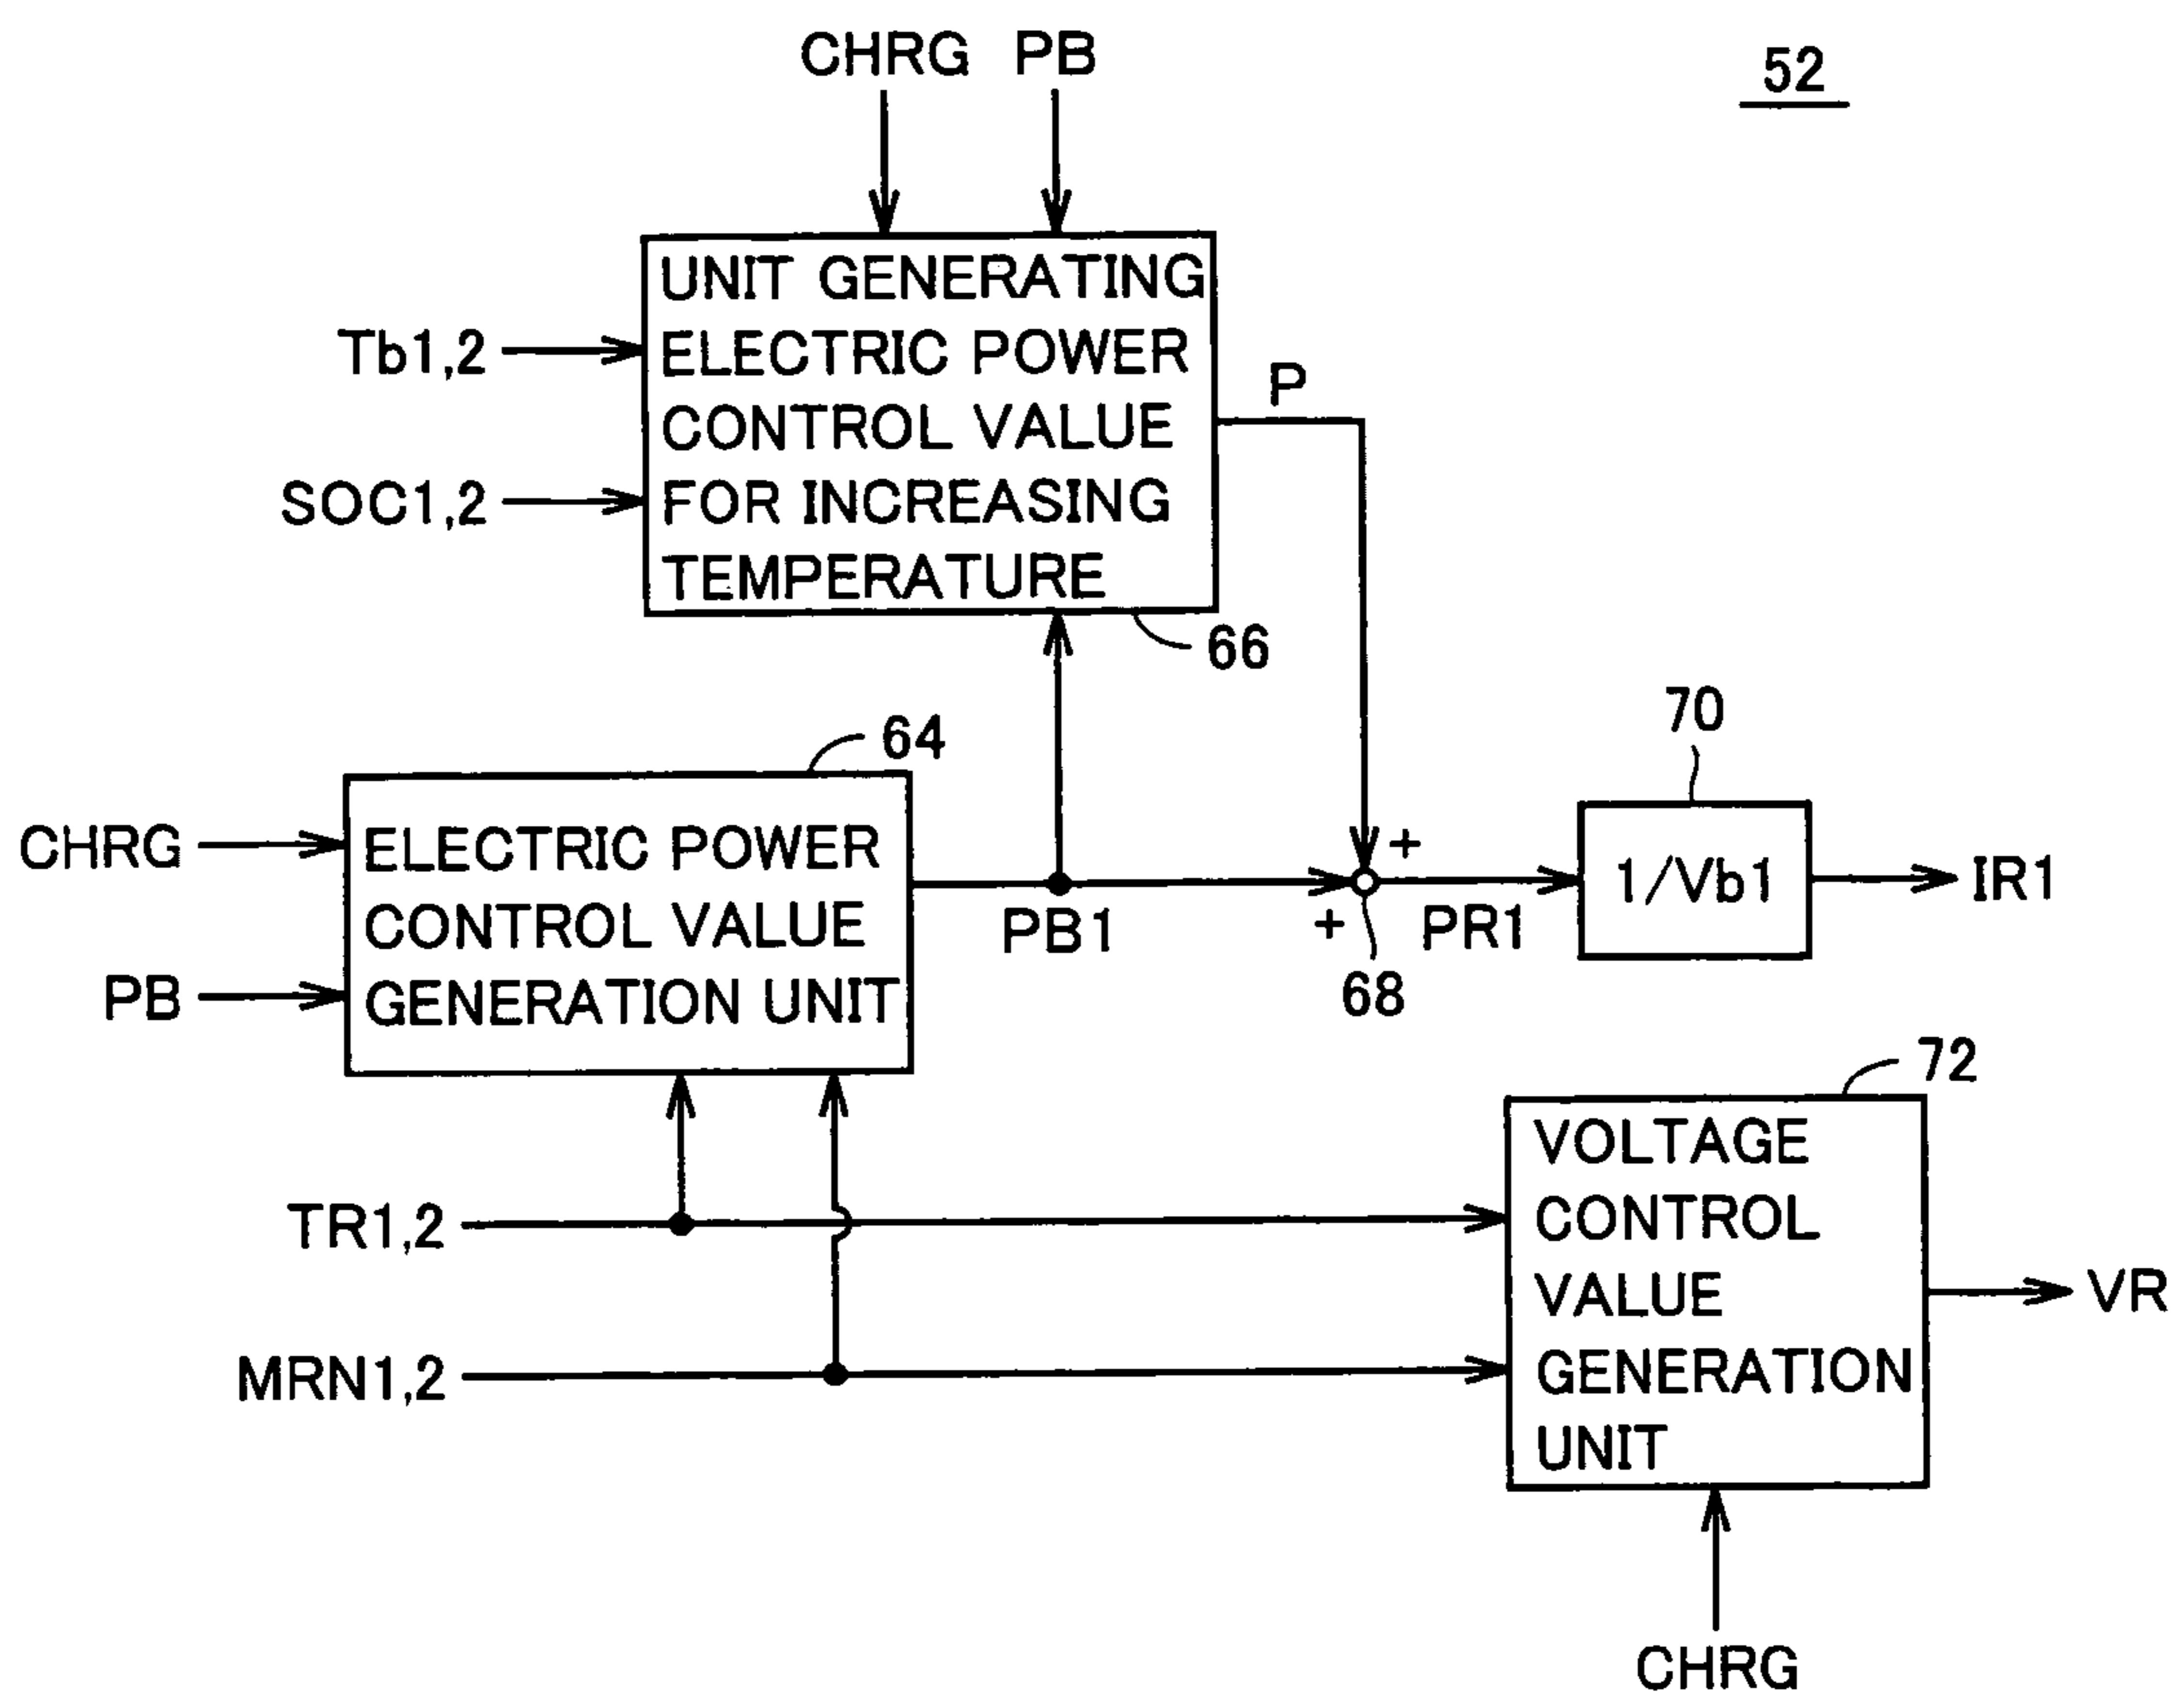 CHRG PB
52
UNIT GENERATING
ELECTRIC POWER
CONTROL VALUE
FOR INCREASING
TEMPERATURE
Tb1,2
SOC1,2
P
66
64
70
CHRG
PB
ELECTRIC POWER
CONTROL VALUE
GENERATION UNIT
PB1
+
+
68
PR1
1/Vb1
IR1
72
TR1,2
MRN1,2
VOLTAGE
CONTROL
VALUE
GENERATION
UNIT
VR
CHRG